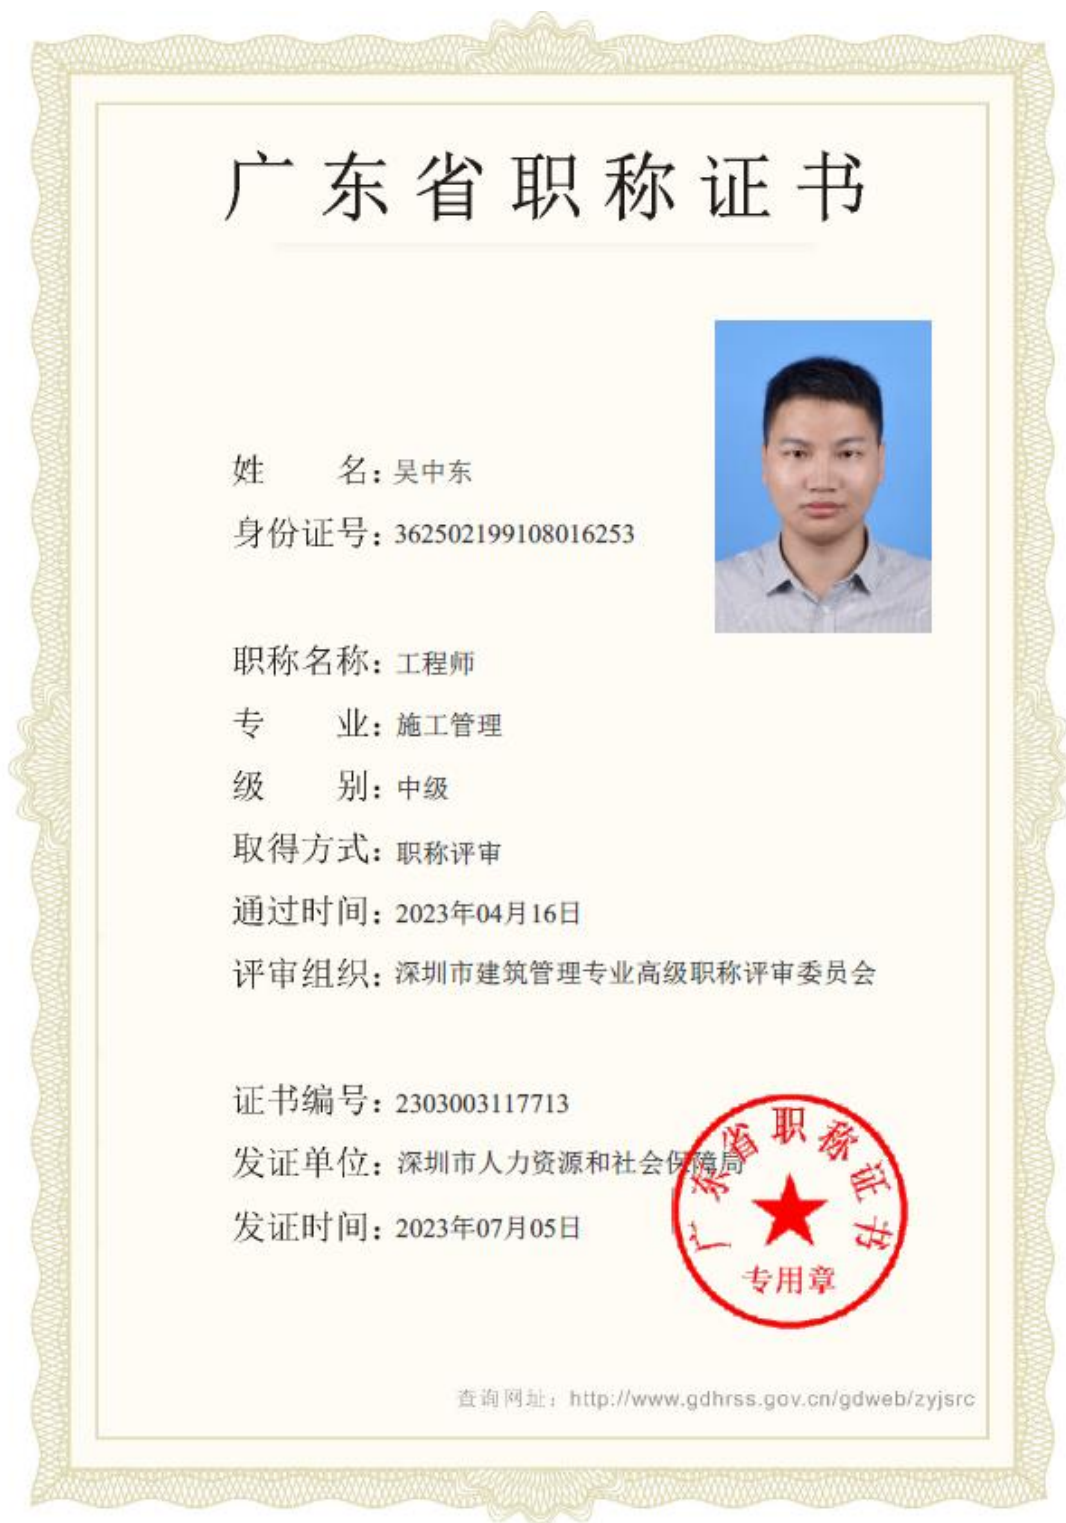 广东省职称证书
姓名：吴中东
身份证号：362502199108016253
职称名称：工程师
专业：施工管理
级别：中级
取得方式：职称评审
通过时间：2023年04月16日
评审组织：深圳市建筑管理专业高级职称评审委员会
证书编号：2303003117713
发证单位：深圳市人力资源和社会保障局
发证时间：2023年07月05日
广东省职称证书
专用章
查询网址：http://www.gdhrss.gov.cn/gdweb/zyjsrc